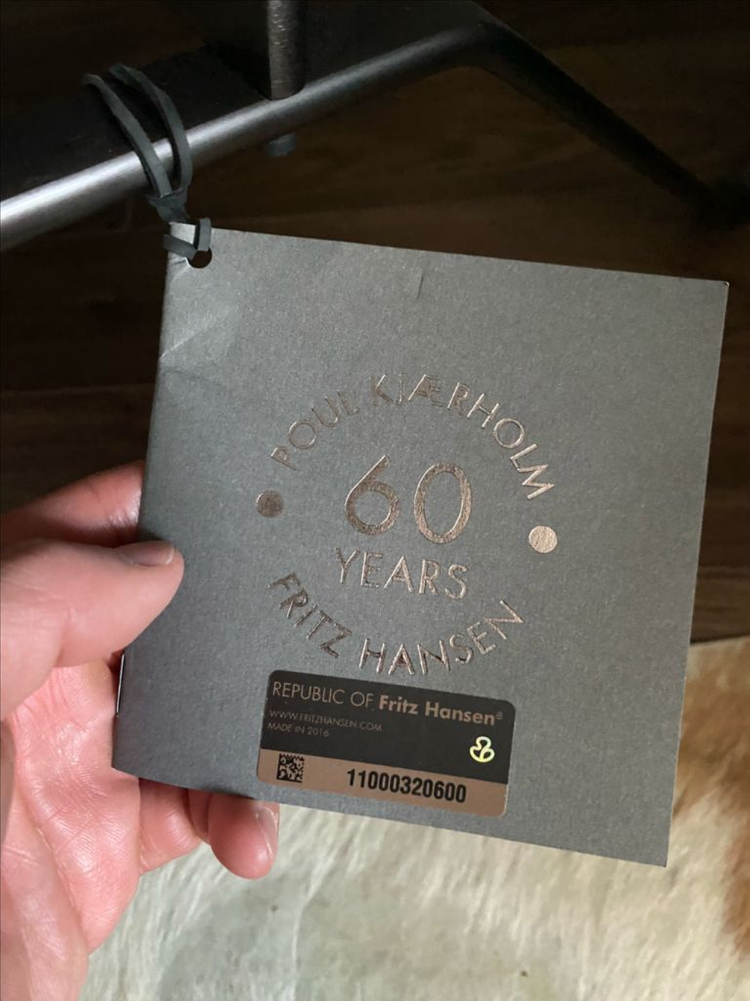 POUL KJÆRHOLM
60
YEARS
FRITZ HANSEN
REPUBLIC OF Fritz Hansen®
WWW.FRITZHANSEN.COM
MADE IN 2016
11000320600